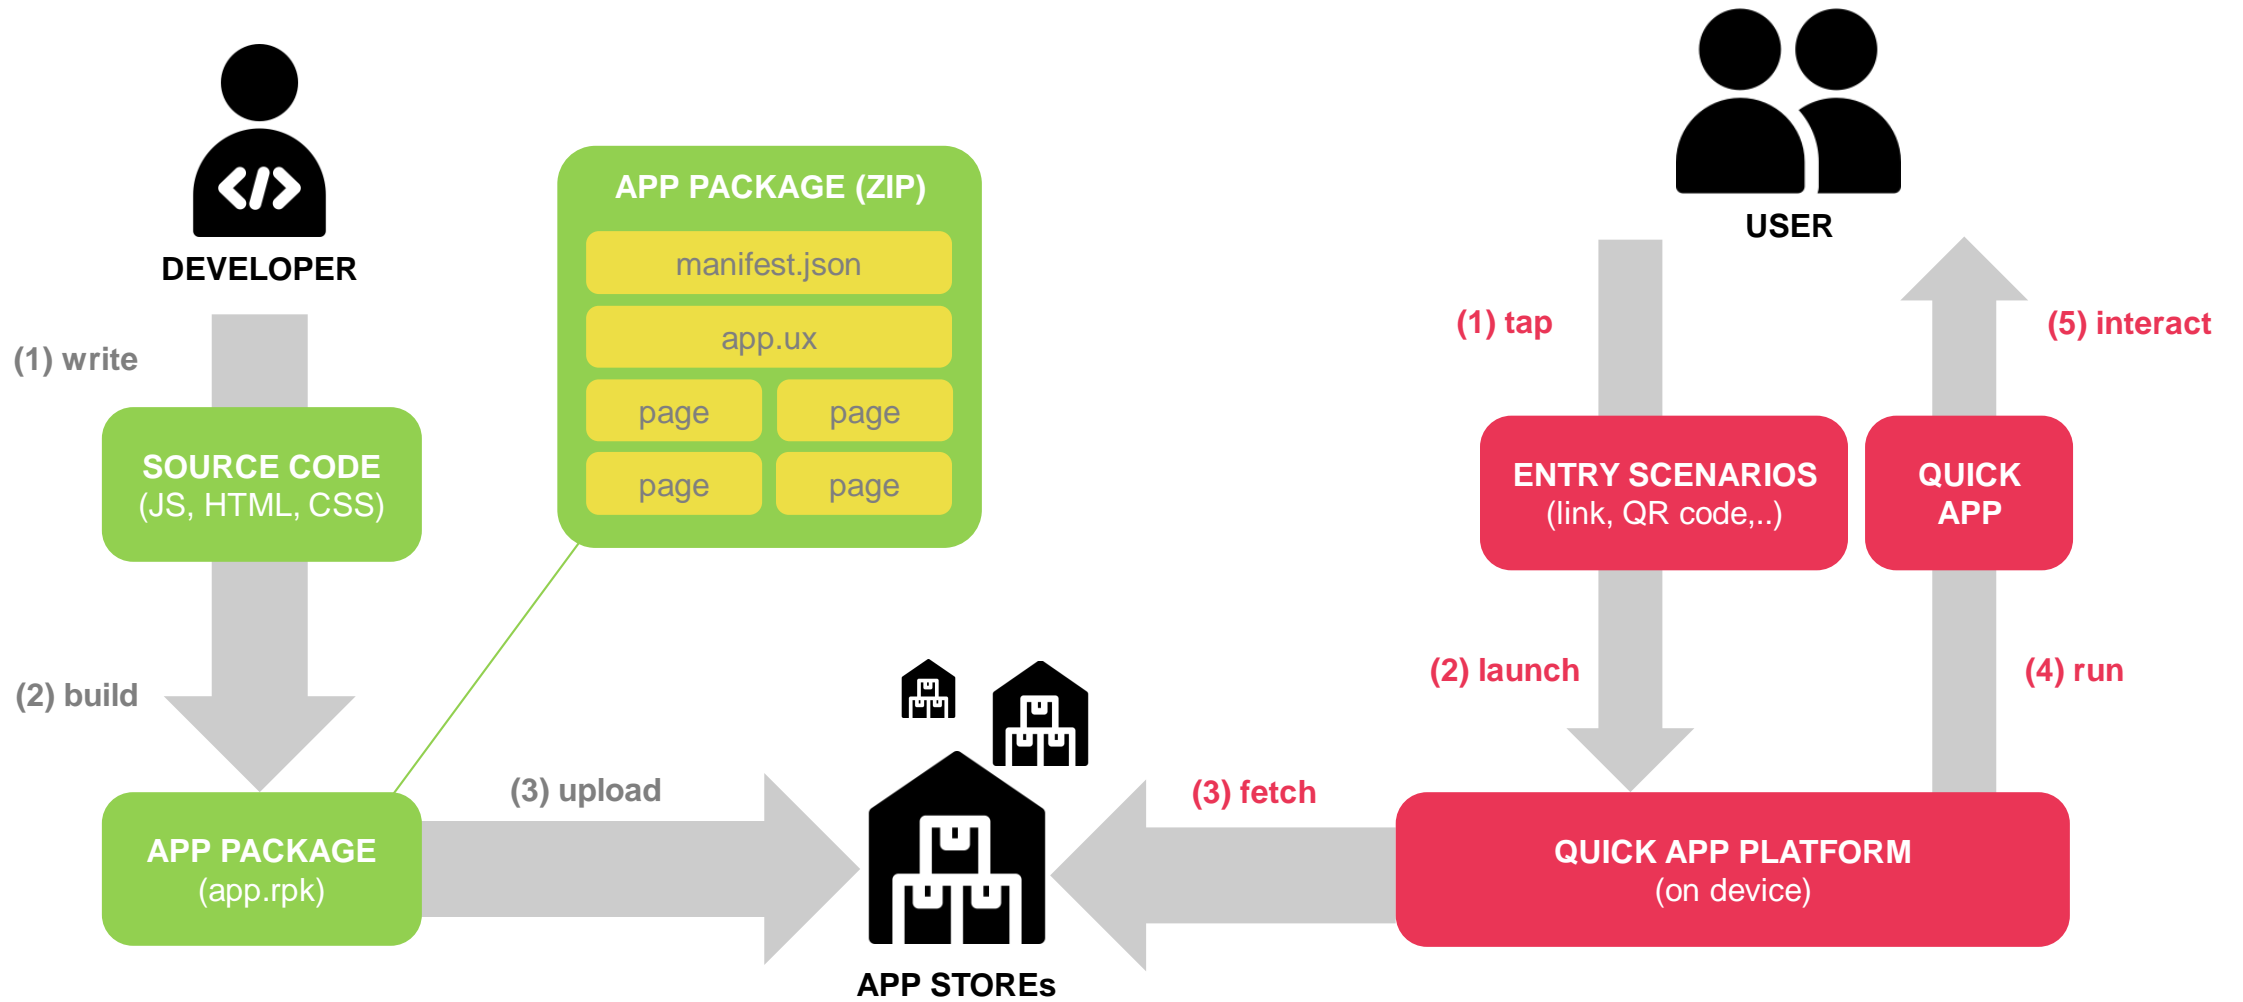 DEVELOPER
(1) write
SOURCE CODE
(JS, HTML, CSS)
(2) build
APP PACKAGE
(app.rpk)
APP PACKAGE (ZIP)
manifest.json
app.ux
page page
page page
(3) upload
APP STOREs
USER
(1) tap
(5) interact
ENTRY SCENARIOS
(link, QR code,..)
QUICK
APP
(2) launch
(4) run
(3) fetch
QUICK APP PLATFORM
(on device)